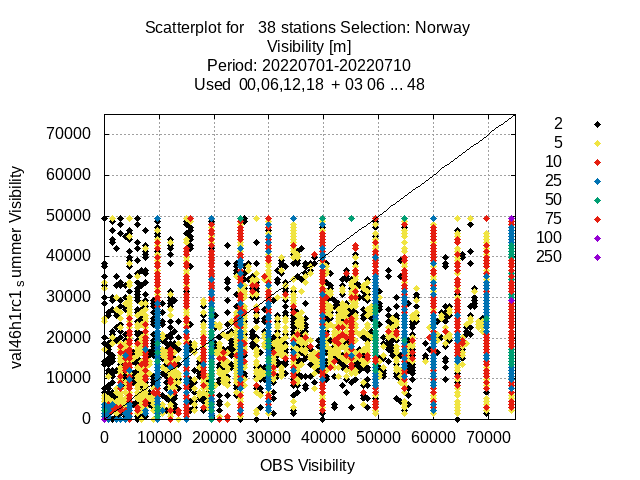 Scatterplot for 38 stations Selection: Norway
Visibility [m]
Period: 20220701-20220710
Used 00,06,12,18 + 03 06 ... 48
70000
60000
50000
40000
30000
20000
10000
0
0 10000 20000 30000 40000 50000 60000 70000
val46h1rc1 summer Visibility
OBS Visibility
2
5
10
25
50
75
100
250